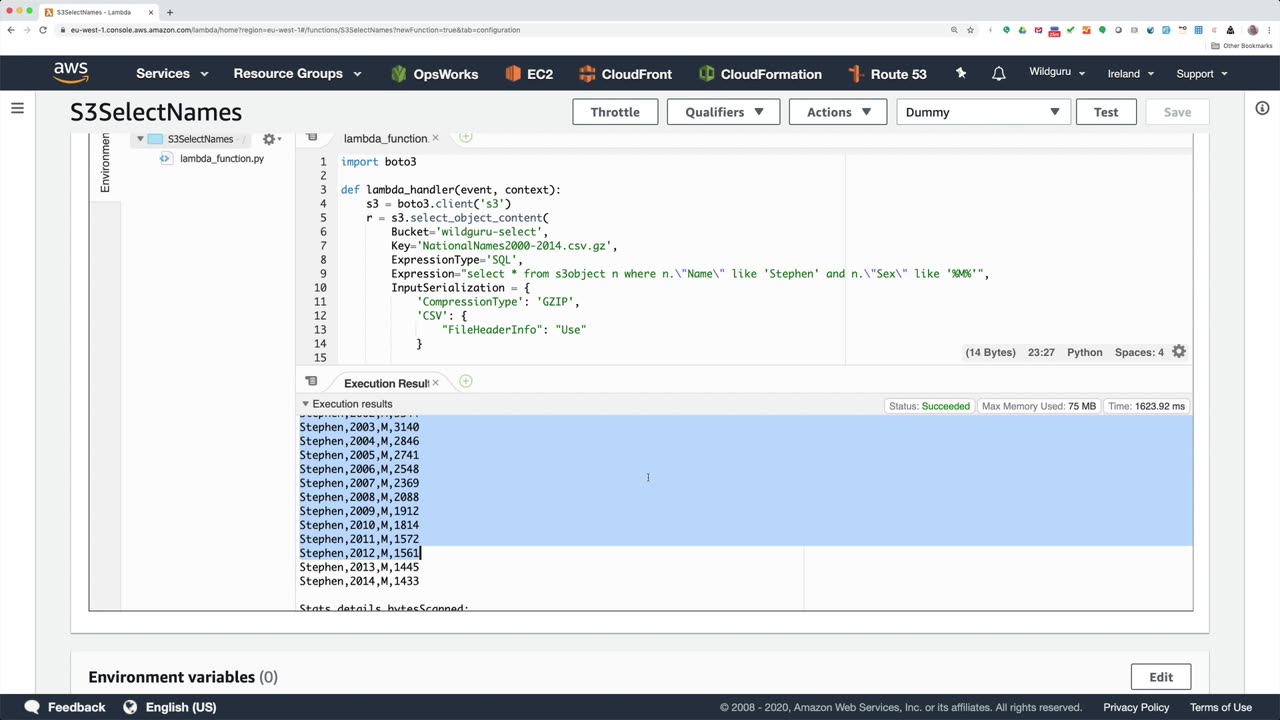 S3SelectNames - Lambda
eu-west-1.console.aws.amazon.com/lambda/home?region=eu-west-1#/functions/S3SelectNames?newFunction=true&tab=configuration
Other Bookmarks
aws Services Resource Groups OpsWorks EC2 CloudFront CloudFormation Route 53 Wildguru Ireland Support
S3SelectNames Throttle Qualifiers Actions Dummy Test Save
Environment
S3SelectNames
lambda_function.py
lambda_function.
1 import boto3
2
3 def lambda_handler(event, context):
4 s3 = boto3.client('s3')
5 r = s3.select_object_content(
6 Bucket='wildguru-select',
7 Key='NationalNames2000-2014.csv.gz',
8 ExpressionType='SQL',
9 Expression="select * from s3object n where n.\"Name\" like 'Stephen' and n.\"Sex\" like '%M%'",
10 InputSerialization = {
11 'CompressionType': 'GZIP',
12 'CSV': {
13 "FileHeaderInfo": "Use"
14 }
15
(14 Bytes) 23:27 Python Spaces: 4
Execution Resul
Execution results Status: Succeeded Max Memory Used: 75 MB Time: 1623.92 ms
Stephen,2003,M,3140
Stephen,2004,M,2846
Stephen,2005,M,2741
Stephen,2006,M,2548
Stephen,2007,M,2369
Stephen,2008,M,2088
Stephen,2009,M,1912
Stephen,2010,M,1814
Stephen,2011,M,1572
Stephen,2012,M,1561
Stephen,2013,M,1445
Stephen,2014,M,1433
Stats details bytesScanned:
Environment variables (0) Edit
Feedback English (US) © 2008 - 2020, Amazon Web Services, Inc. or its affiliates. All rights reserved. Privacy Policy Terms of Use